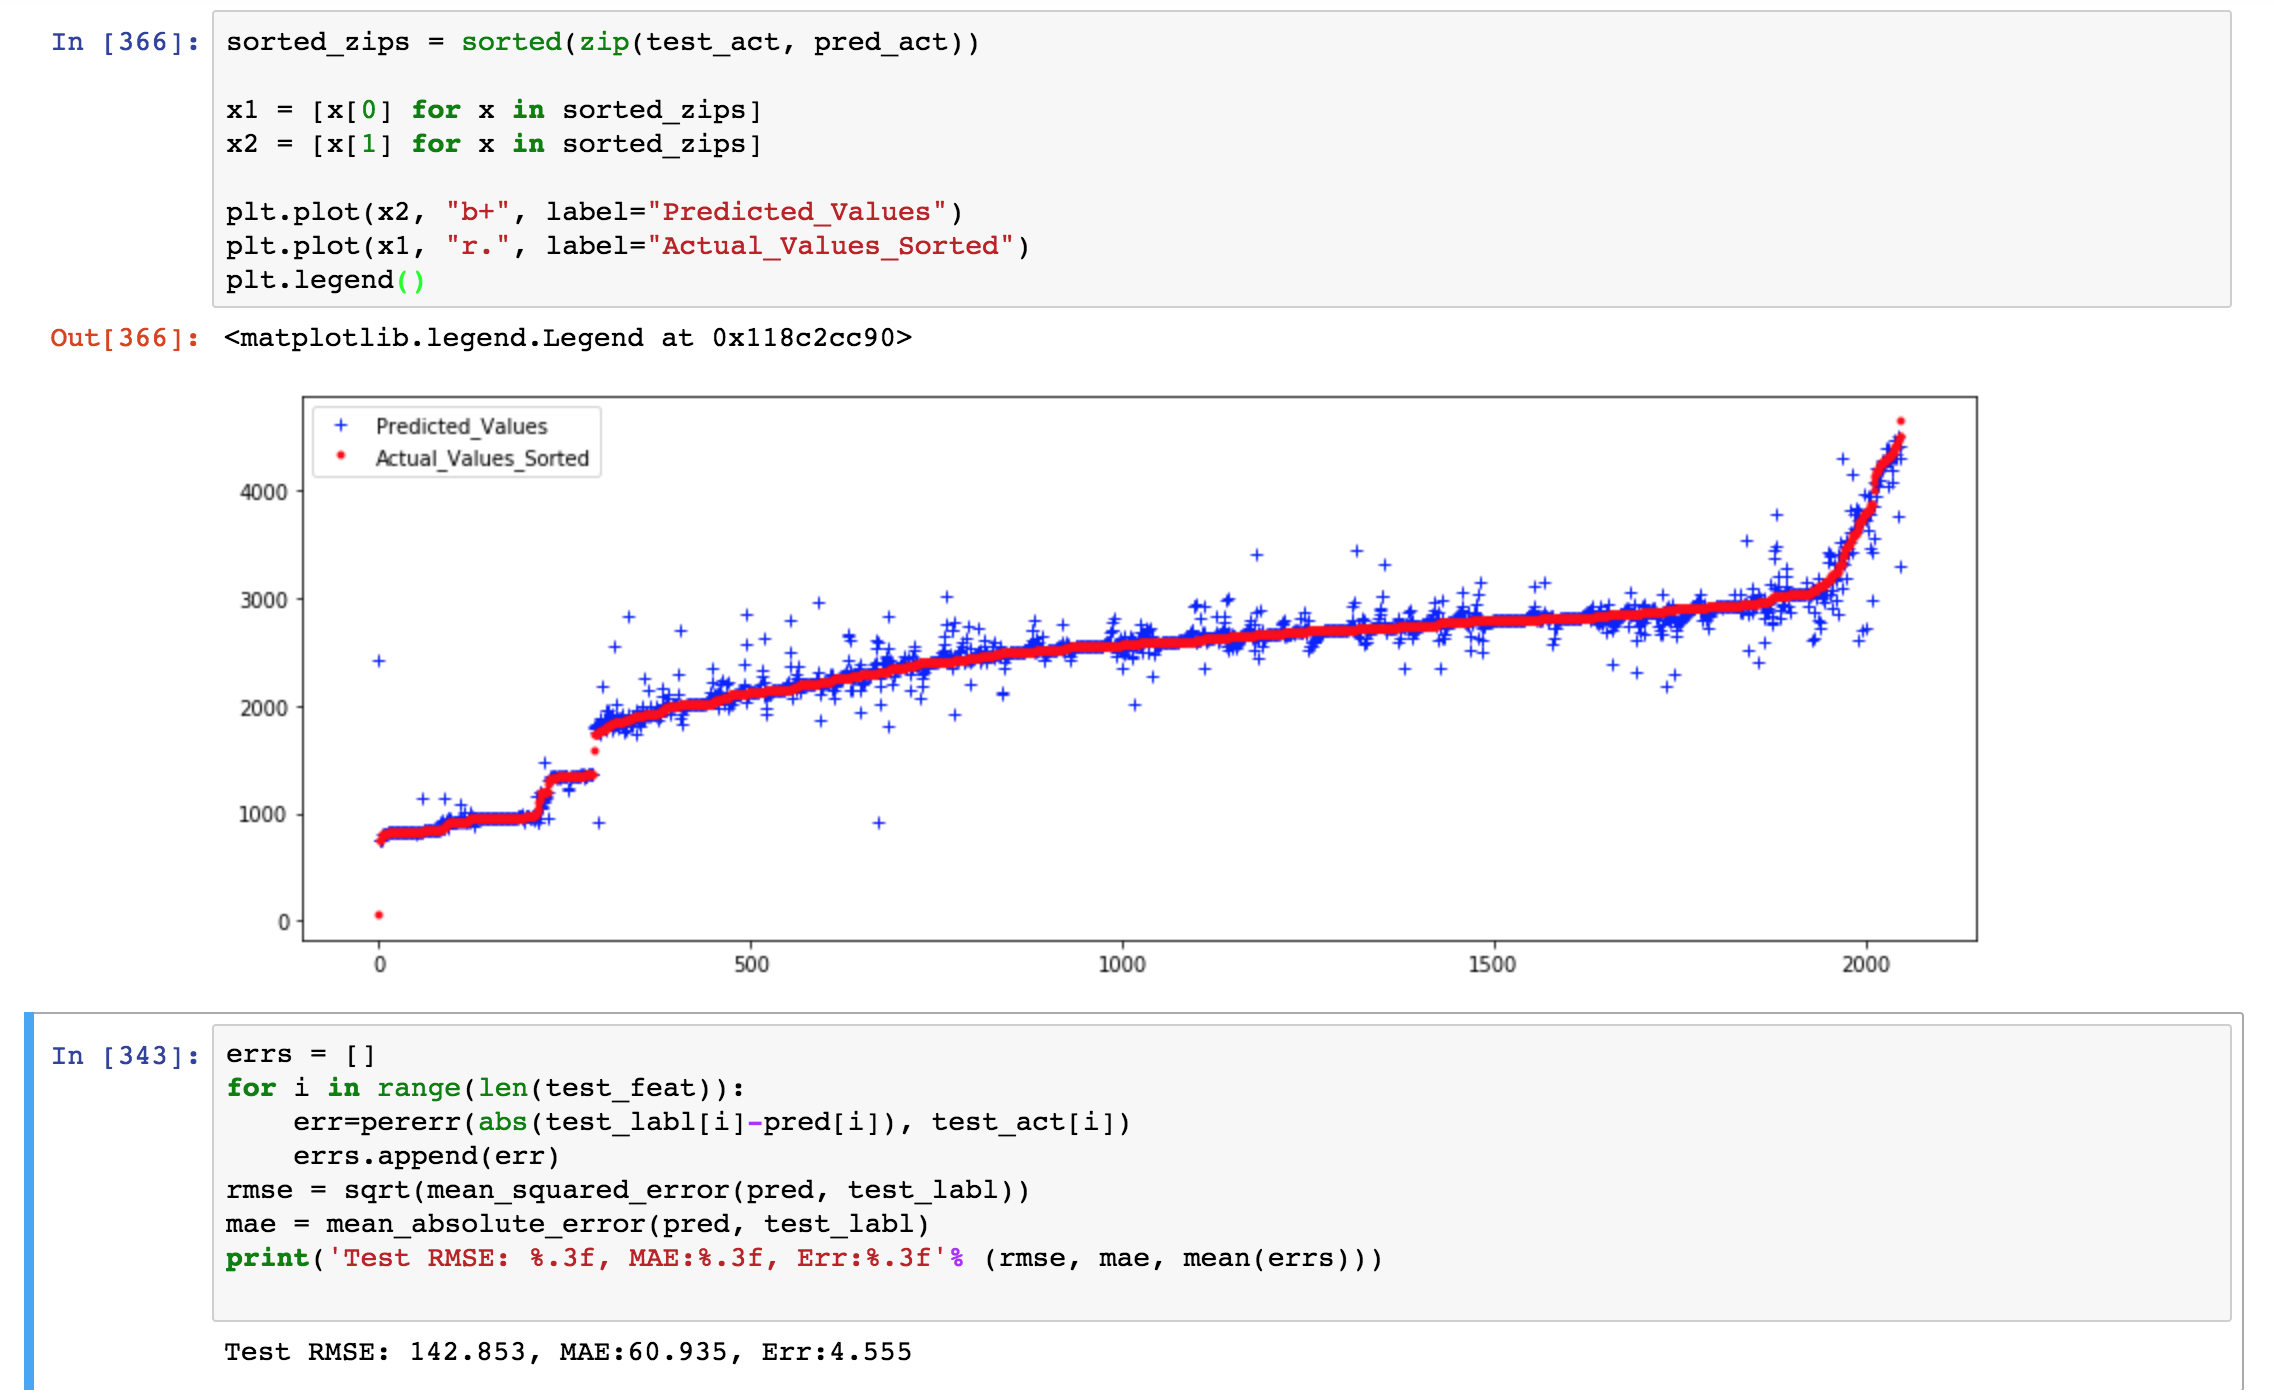 In [366]: sorted_zips = sorted(zip(test_act, pred_act))
x1 = [x[0] for x in sorted_zips]
x2 = [x[1] for x in sorted_zips]
plt.plot(x2, "b+", label="Predicted_Values")
plt.plot(x1, "r.", label="Actual_Values_Sorted")
plt.legend()
Out[366]: <matplotlib.legend.Legend at 0x118c2cc90>
Predicted_Values
Actual_Values_Sorted
4000
3000
2000
1000
0
0 500 1000 1500 2000
In [343]: errs = []
for i in range(len(test_feat)):
    err=pererr(abs(test_labl[i]-pred[i]), test_act[i])
    errs.append(err)
rmse = sqrt(mean_squared_error(pred, test_labl))
mae = mean_absolute_error(pred, test_labl)
print('Test RMSE: %.3f, MAE:%.3f, Err:%.3f'% (rmse, mae, mean(errs)))
Test RMSE: 142.853, MAE:60.935, Err:4.555